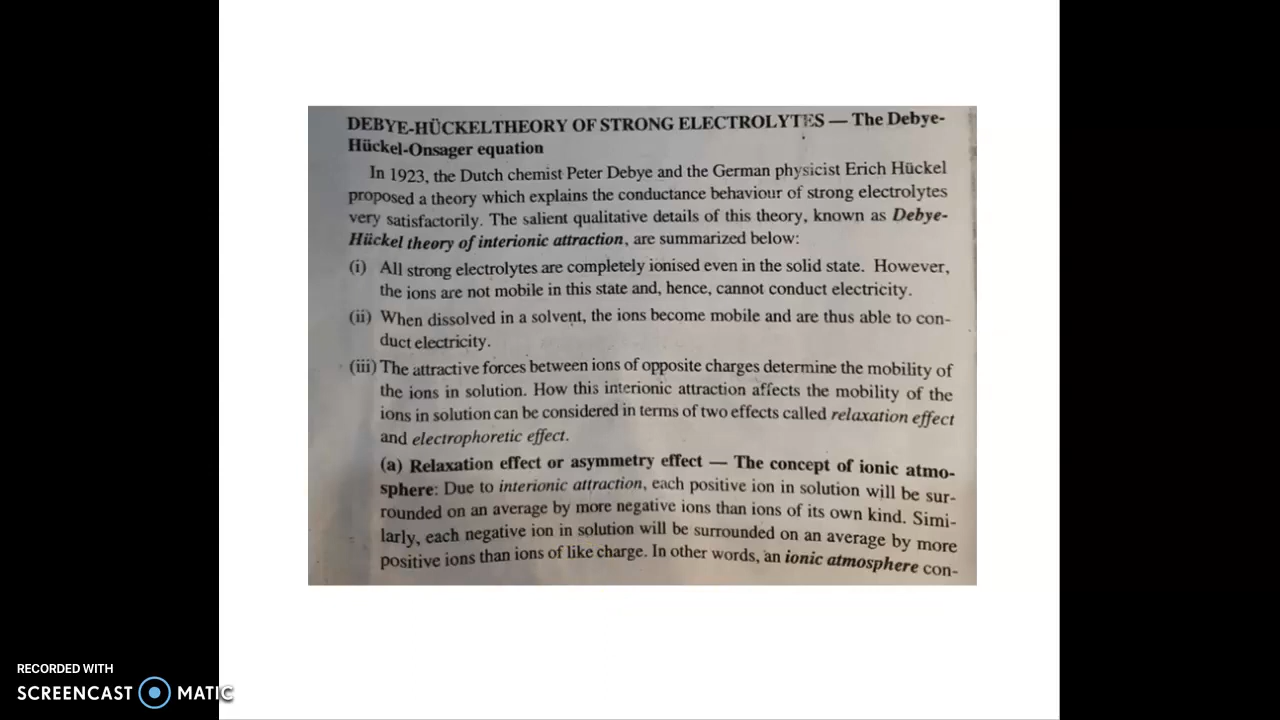 DEBYE-HÜCKELTHEORY OF STRONG ELECTROLYTES — The Debye-
Hückel-Onsager equation
In 1923, the Dutch chemist Peter Debye and the German physicist Erich Hückel
proposed a theory which explains the conductance behaviour of strong electrolytes
very satisfactorily. The salient qualitative details of this theory, known as Debye-
Hückel theory of interionic attraction, are summarized below:
(i) All strong electrolytes are completely ionised even in the solid state. However,
the ions are not mobile in this state and, hence, cannot conduct electricity.
(ii) When dissolved in a solvent, the ions become mobile and are thus able to con-
duct electricity.
(iii) The attractive forces between ions of opposite charges determine the mobility of
the ions in solution. How this interionic attraction affects the mobility of the
ions in solution can be considered in terms of two effects called relaxation effect
and electrophoretic effect.
(a) Relaxation effect or asymmetry effect — The concept of ionic atmo-
sphere: Due to interionic attraction, each positive ion in solution will be sur-
rounded on an average by more negative ions than ions of its own kind. Simi-
larly, each negative ion in solution will be surrounded on an average by more
positive ions than ions of like charge. In other words, an ionic atmosphere con-
RECORDED WITH
SCREENCAST MATIC